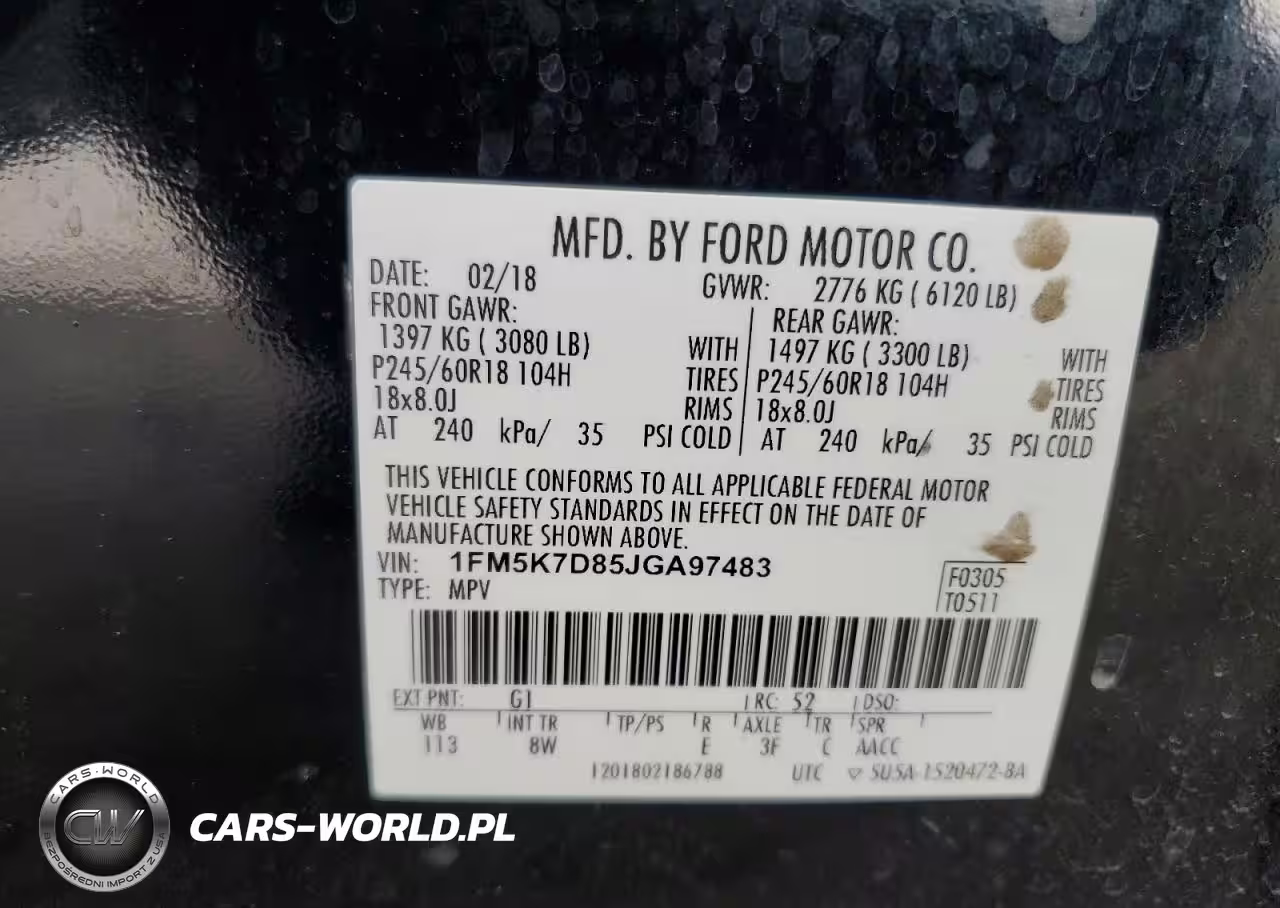 MFD. BY FORD MOTOR CO.
DATE: 02/18 GVWR: 2776 KG ( 6120 LB)
FRONT GAWR: REAR GAWR:
1397 KG ( 3080 LB) WITH 1497 KG ( 3300 LB) WITH
P245/60R18 104H TIRES P245/60R18 104H TIRES
18x8.0J RIMS 18x8.0J RIMS
AT 240 kPa/ 35 PSI COLD AT 240 kPa/ 35 PSI COLD
THIS VEHICLE CONFORMS TO ALL APPLICABLE FEDERAL MOTOR
VEHICLE SAFETY STANDARDS IN EFFECT ON THE DATE OF
MANUFACTURE SHOWN ABOVE.
VIN: 1FM5K7D85JGA97483
TYPE: MPV
F0305
T0511
EXT PNT: G1 RC: 52 DSO:
WB INT TR TP/PS R AXLE TR SPR
113 8W E 3F C AACC
1201802186788 UTC ▽ 5U5A-1520472-BA
CARS-WORLD
CW
BEZPOŚREDNI IMPORT Z USA
CARS-WORLD.PL